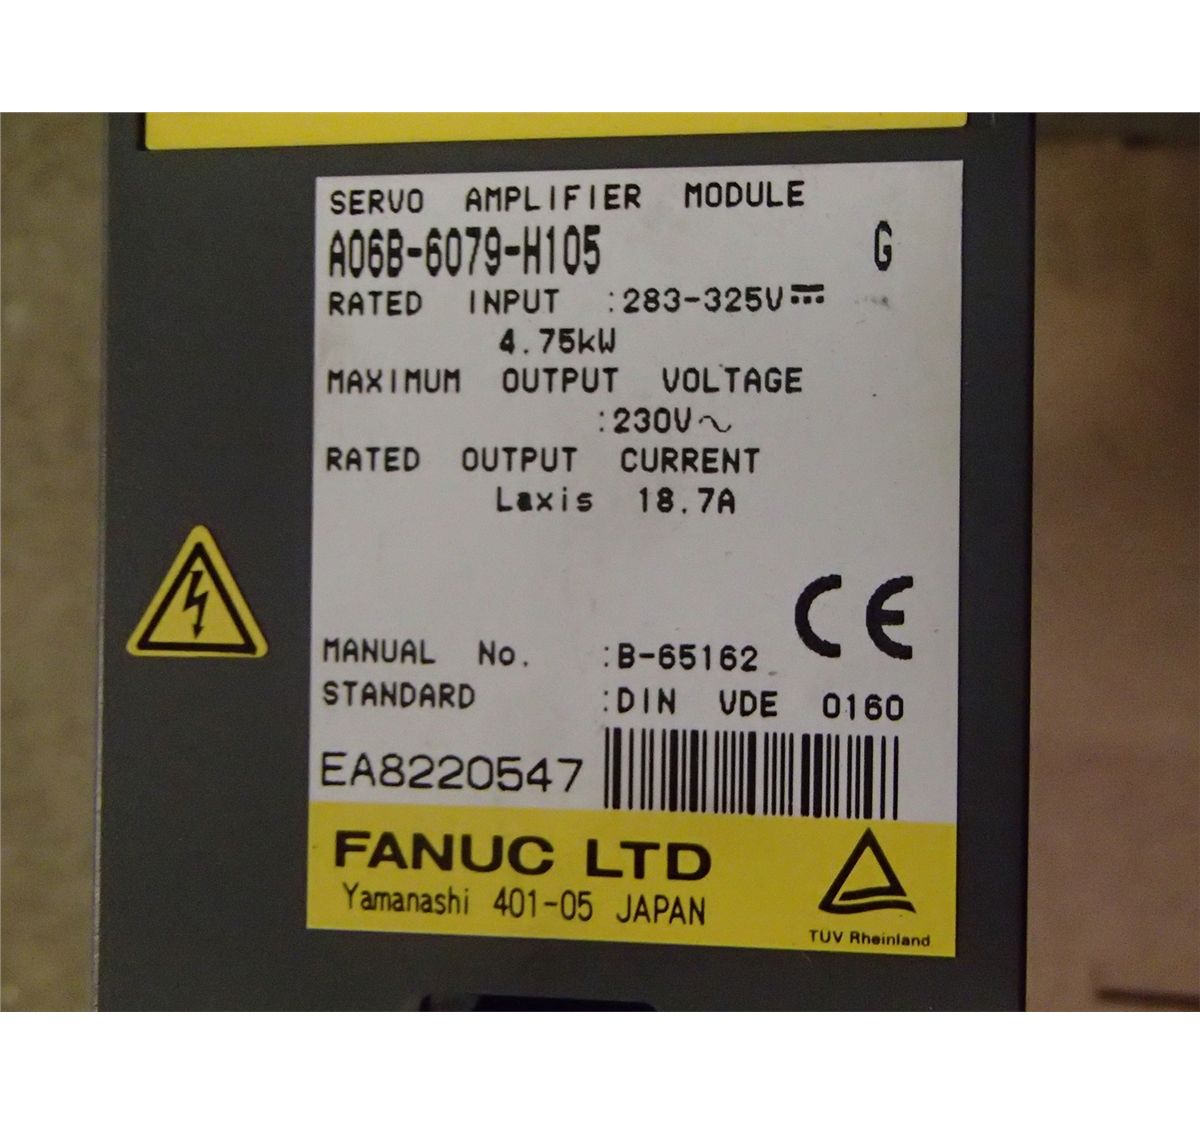 SERVO AMPLIFIER MODULE
A06B-6079-H105 G
RATED INPUT :283-325V⎓
4.75kW
MAXIMUM OUTPUT VOLTAGE
:230V～
RATED OUTPUT CURRENT
Laxis 18.7A
CE
MANUAL No. :B-65162
STANDARD :DIN VDE 0160
EA8220547
FANUC LTD
Yamanashi 401-05 JAPAN
TÜV Rheinland